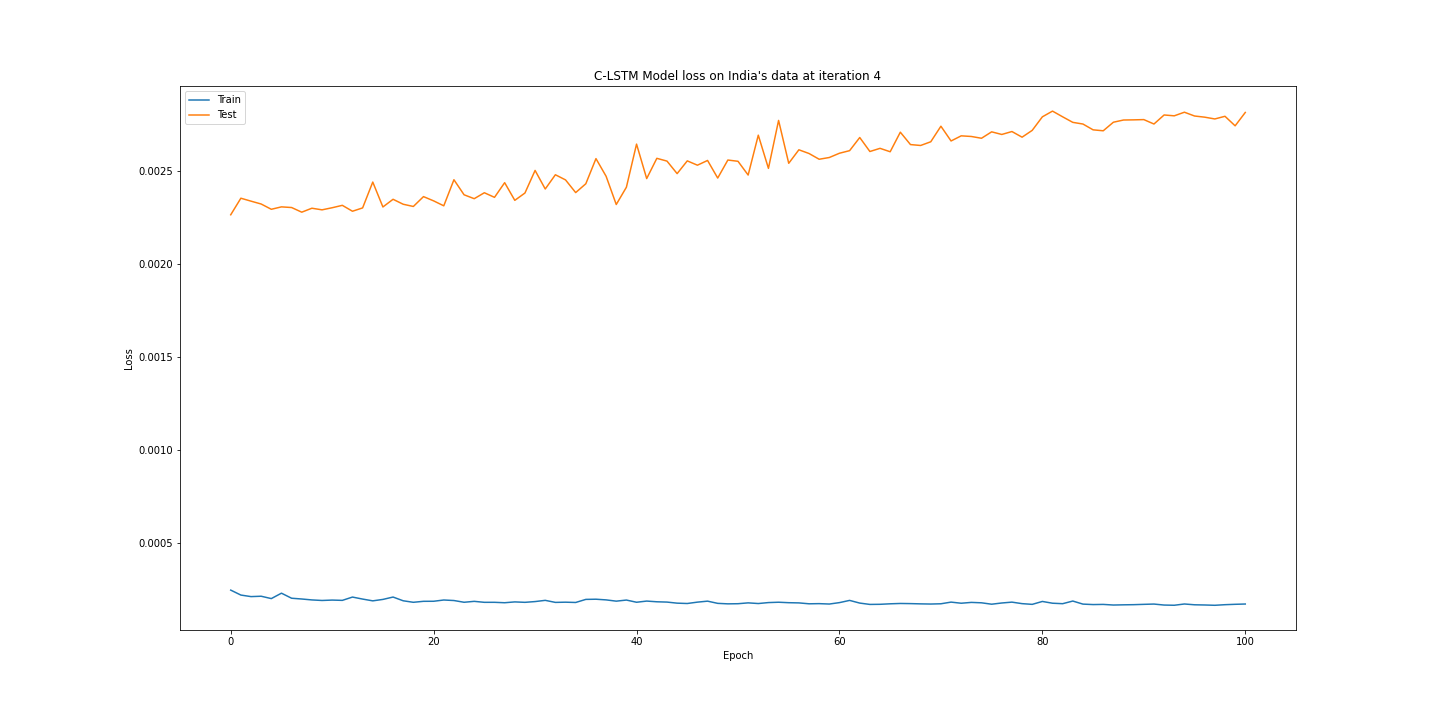 C-LSTM Model loss on India's data at iteration 4
Train
Test
0.0025
0.0020
0.0015
0.0010
0.0005
Loss
0 20 40 60 80 100
Epoch